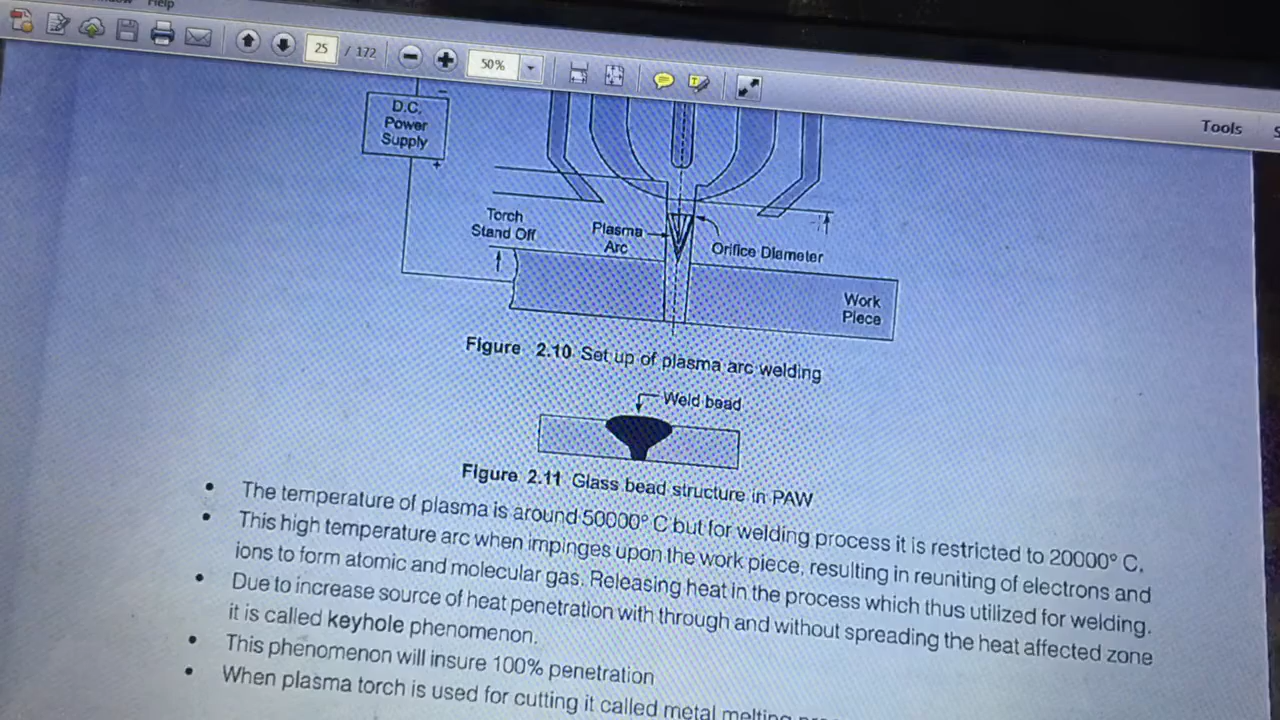 Help
25 / 172
50%
Tools
D.C.
Power
Supply
Torch
Stand Off
Plasma
Arc
Orifice Diameter
Work
Piece
Figure 2.10 Set up of plasma arc welding
Weld bead
Figure 2.11 Glass bead structure in PAW
• The temperature of plasma is around 50000° C but for welding process it is restricted to 20000° C.
• This high temperature arc when impinges upon the work piece, resulting in reuniting of electrons and
ions to form atomic and molecular gas. Releasing heat in the process which thus utilized for welding.
• Due to increase source of heat penetration with through and without spreading the heat affected zone
it is called keyhole phenomenon.
• This phenomenon will insure 100% penetration
• When plasma torch is used for cutting it called metal melting